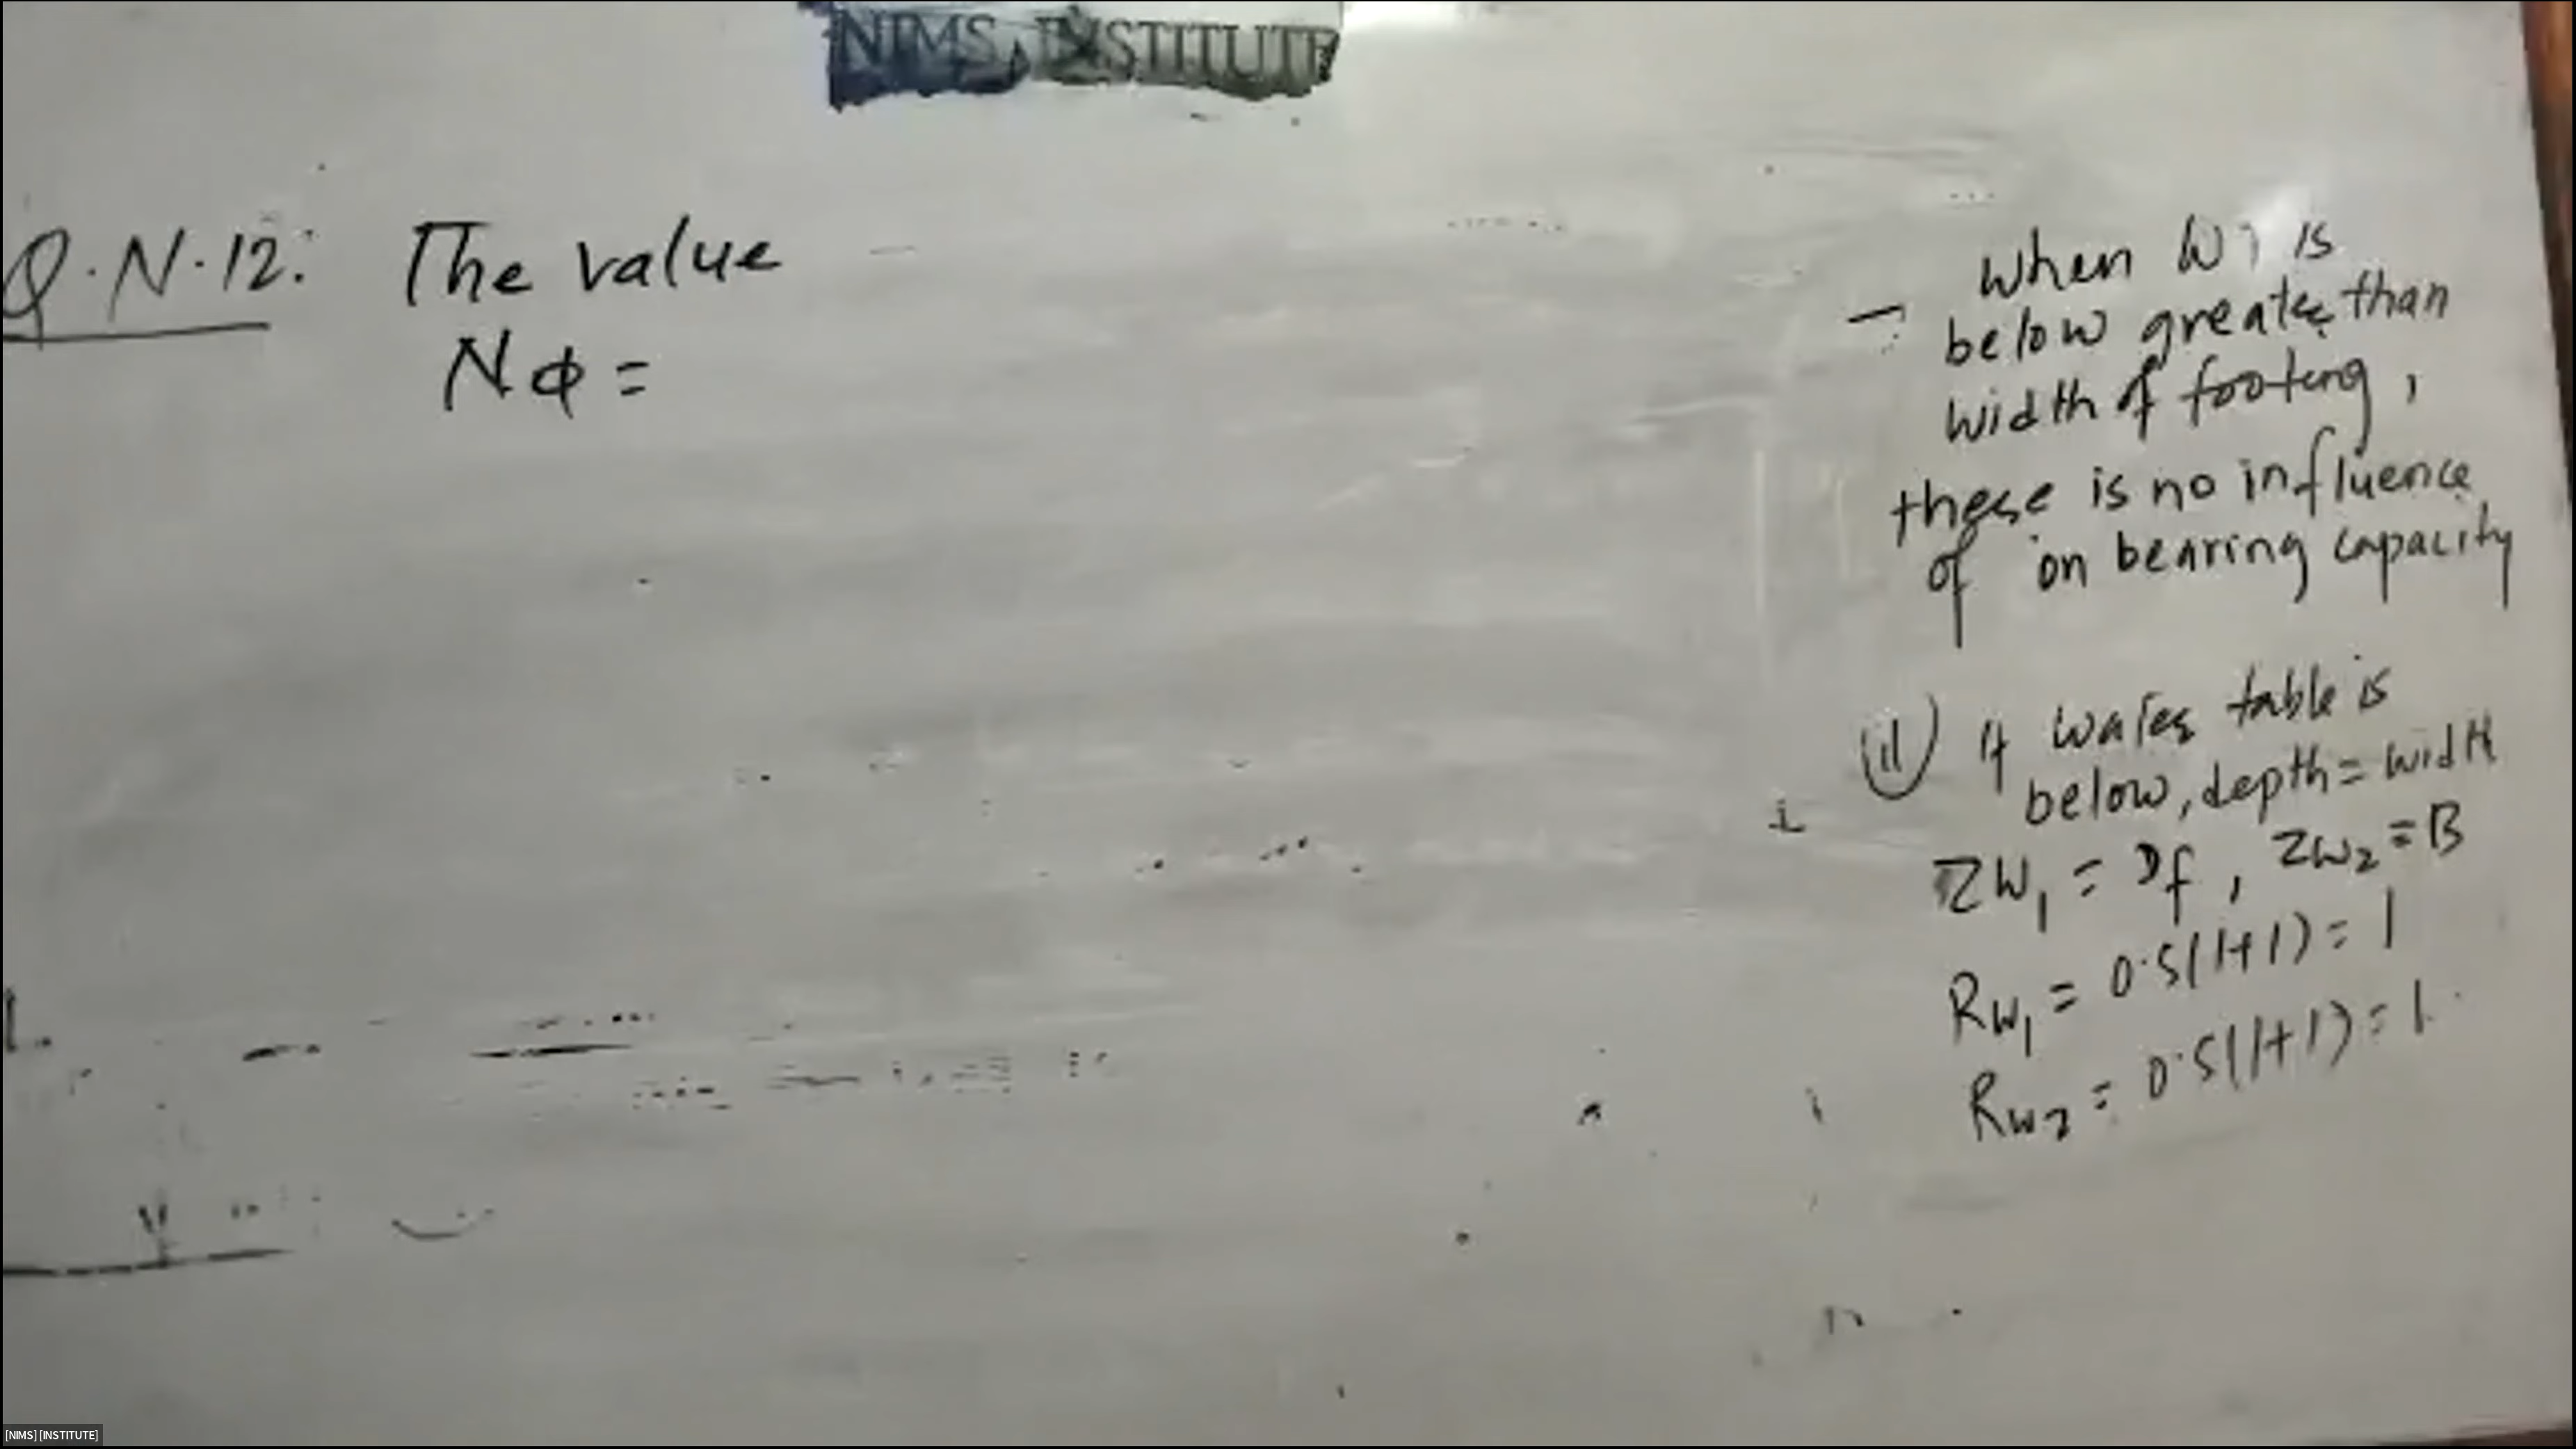 NIMS INSTITUTE
Q.N.12: The value
Nφ =
- When WT is
below greater than
width of footing,
there is no influence
of on bearing capacity
(ii) If water table is
below, depth = width
ZW₁ = Df, ZW₂ = B
RW₁ = 0.5(1+1) = 1
RW₂ = 0.5(1+1) = 1.
[NIMS] [INSTITUTE]